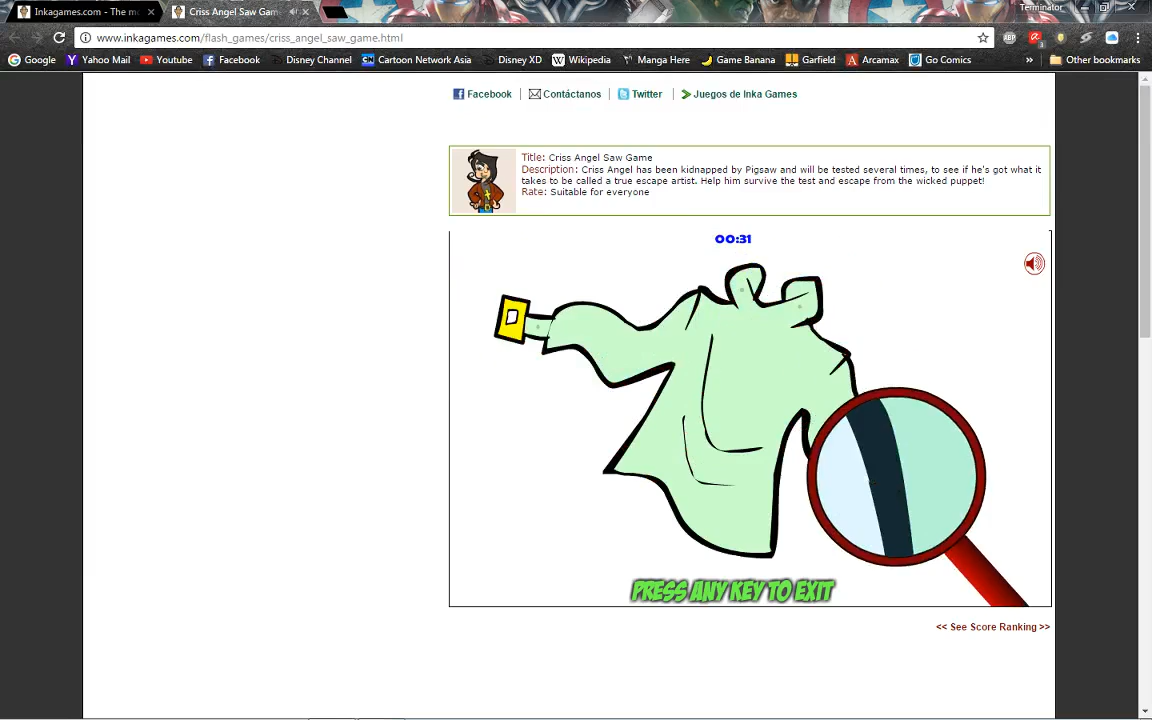 Inkagames.com - The m
Criss Angel Saw Gam
Terminator
www.inkagames.com/flash_games/criss_angel_saw_game.html
ABP
3
Google
Yahoo Mail
Youtube
Facebook
Disney Channel
CN
Cartoon Network Asia
Disney XD
W
Wikipedia
Manga Here
Game Banana
Garfield
A
Arcamax
Go Comics
»
Other bookmarks
Facebook
Contáctanos
Twitter
Juegos de Inka Games
Title: Criss Angel Saw Game
Description: Criss Angel has been kidnapped by Pigsaw and will be tested several times, to see if he's got what it
takes to be called a true escape artist. Help him survive the test and escape from the wicked puppet!
Rate: Suitable for everyone
00:31
PRESS ANY KEY TO EXIT
<< See Score Ranking >>